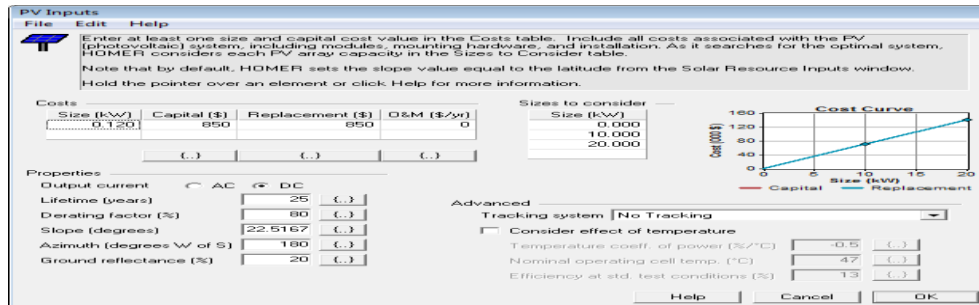 PV Inputs
File Edit Help
Enter at least one size and capital cost value in the Costs table. Include all costs associated with the PV
(photovoltaic) system, including modules, mounting hardware, and installation. As it searches for the optimal system,
HOMER considers each PV array capacity in the Sizes to Consider table.
Note that by default, HOMER sets the slope value equal to the latitude from the Solar Resource Inputs window.
Hold the pointer over an element or click Help for more information.
Costs
Size (kW) Capital ($) Replacement ($) O&M ($/yr)
0.120 850 850 0
{..} {..} {..}
Sizes to consider
Size (kW)
0.000
10.000
20.000
Cost Curve
Cost (000 $)
160
120
80
40
0
0 5 10 15 20
Size (kW)
Capital Replacement
Properties
Output current AC DC
Lifetime (years) 25 {..}
Derating factor (%) 80 {..}
Slope (degrees) 22.5167 {..}
Azimuth (degrees W of S) 180 {..}
Ground reflectance (%) 20 {..}
Advanced
Tracking system No Tracking
Consider effect of temperature
Temperature coeff. of power (%/°C) -0.5 {..}
Nominal operating cell temp. (°C) 47 {..}
Efficiency at std. test conditions (%) 13 {..}
Help Cancel OK